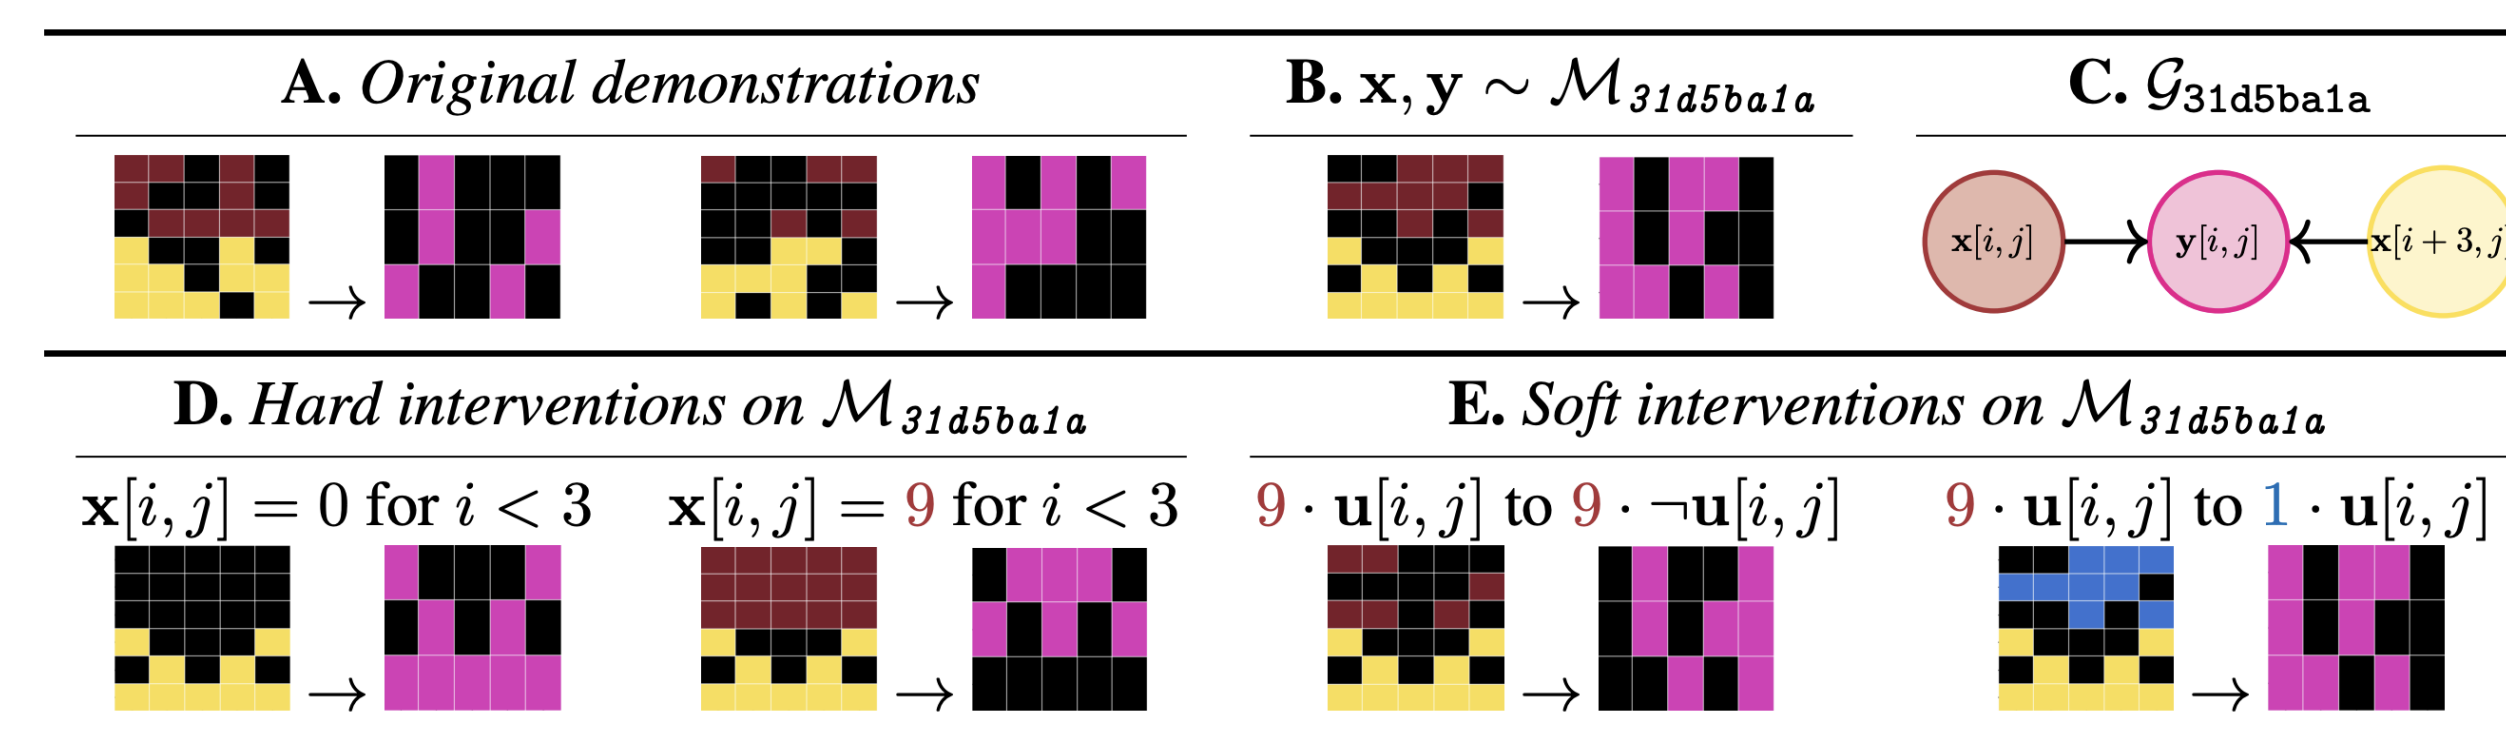 A. Original demonstrations
B. x, y ∼ ℳ31d5ba1a
C. 𝒢31d5ba1a
x[i, j]
y[i, j]
x[i + 3, j
D. Hard interventions on ℳ31d5ba1a
E. Soft interventions on ℳ31d5ba1a
x[i, j] = 0 for i < 3
x[i, j] = 9 for i < 3
9 · u[i, j] to 9 · ¬u[i, j]
9 · u[i, j] to 1 · u[i, j]